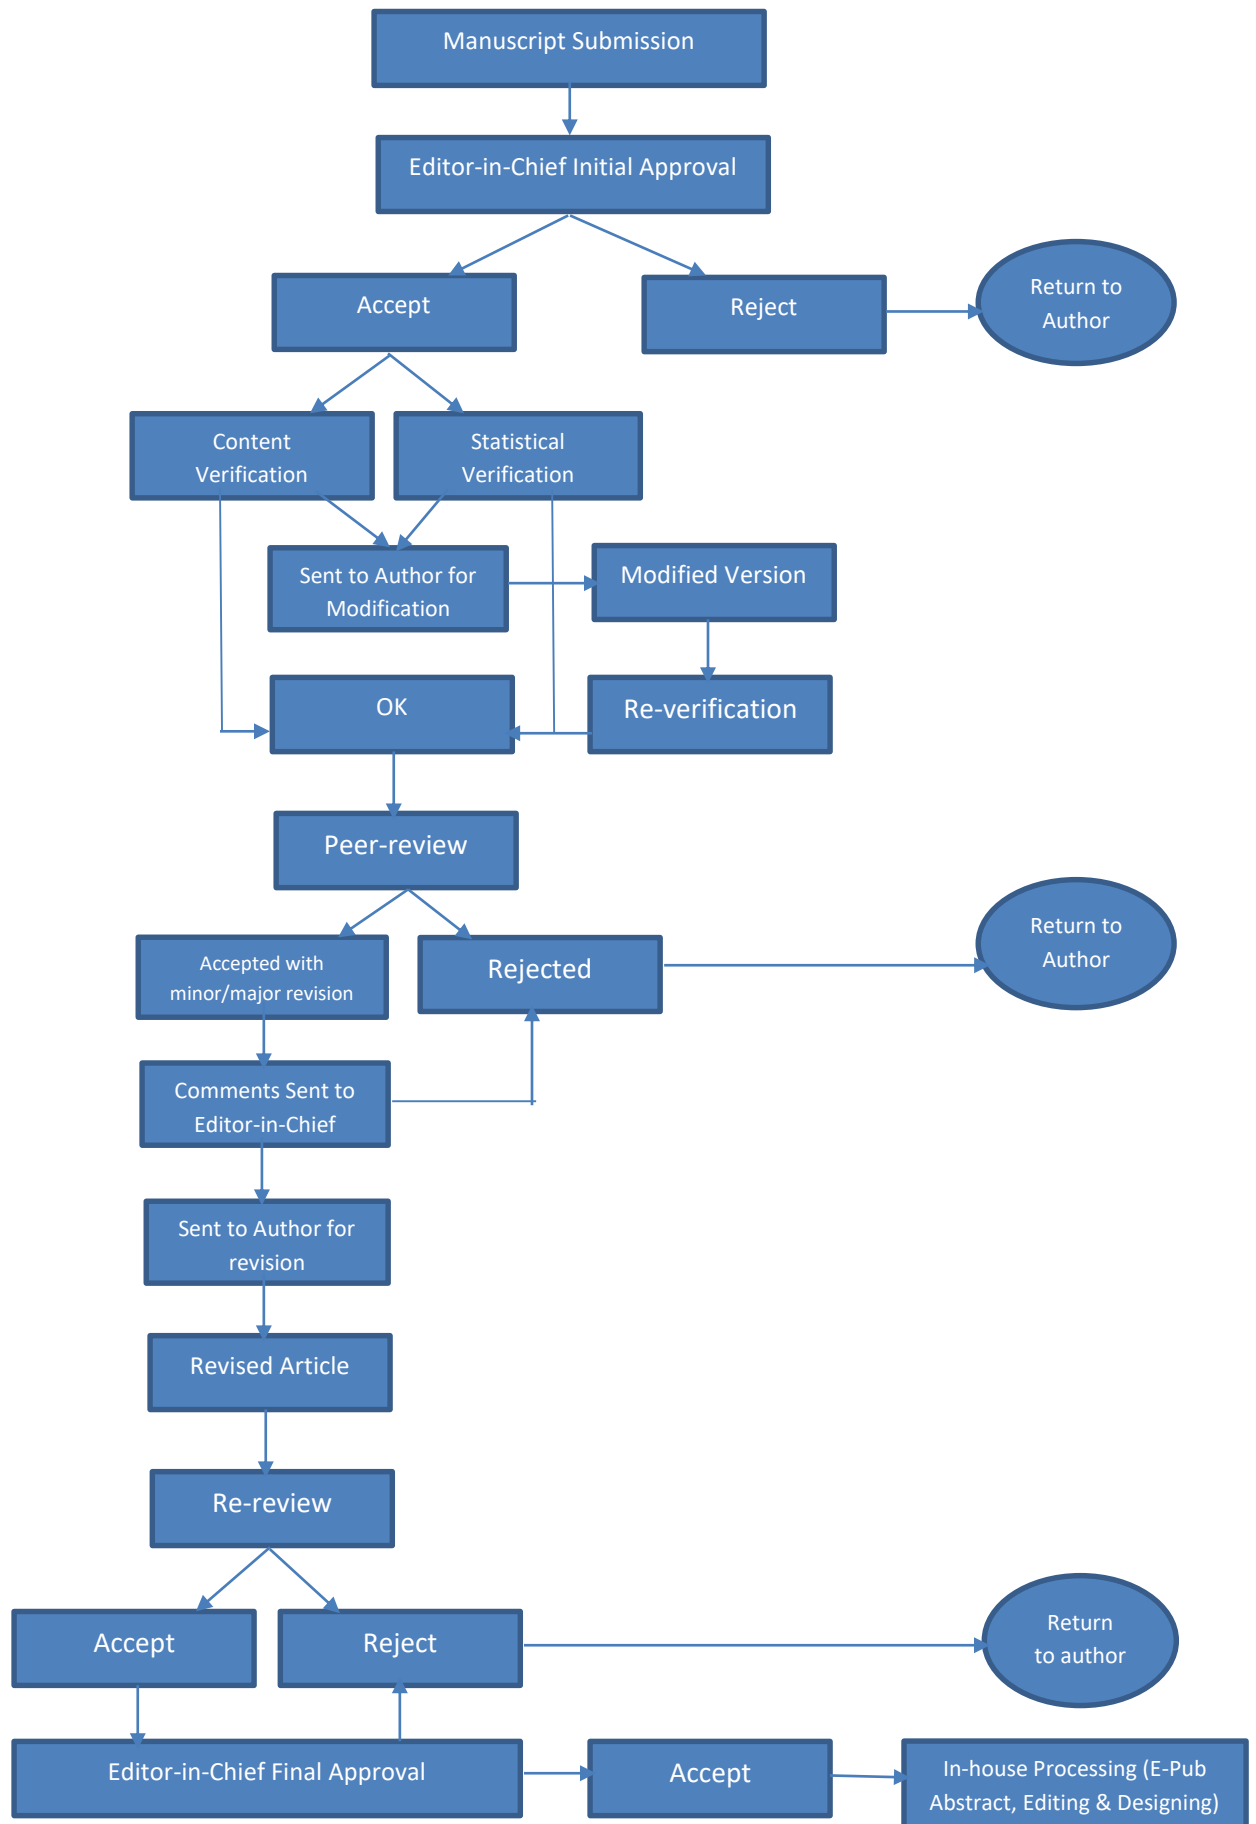 Manuscript Submission
Editor-in-Chief Initial Approval
Accept
Reject
Return to
Author
Content
Verification
Statistical
Verification
Sent to Author for
Modification
Modified Version
OK
Re-verification
Peer-review
Accepted with
minor/major revision
Rejected
Return to
Author
Comments Sent to
Editor-in-Chief
Sent to Author for
revision
Revised Article
Re-review
Accept
Reject
Return
to author
Editor-in-Chief Final Approval
Accept
In-house Processing (E-Pub
Abstract, Editing & Designing)